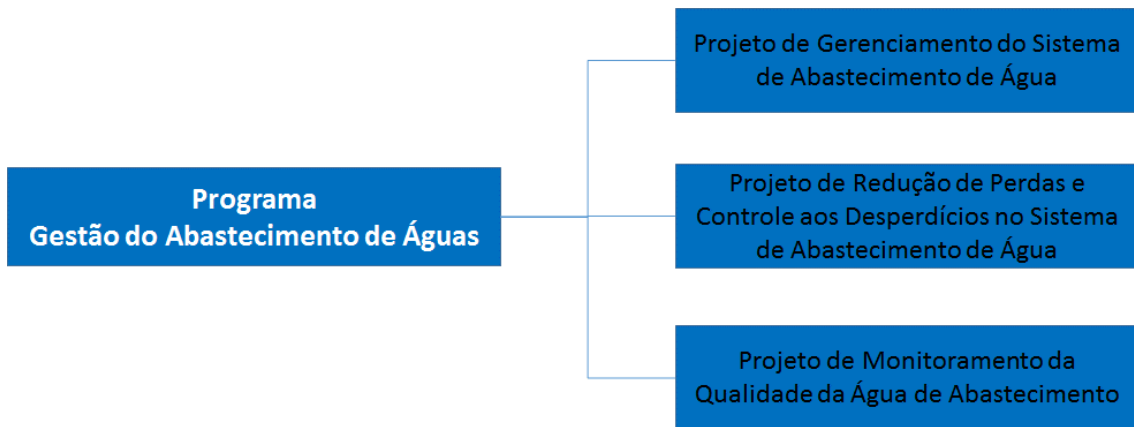 Programa
Gestão do Abastecimento de Águas
Projeto de Gerenciamento do Sistema
de Abastecimento de Água
Projeto de Redução de Perdas e
Controle aos Desperdícios no Sistema
de Abastecimento de Água
Projeto de Monitoramento da
Qualidade da Água de Abastecimento